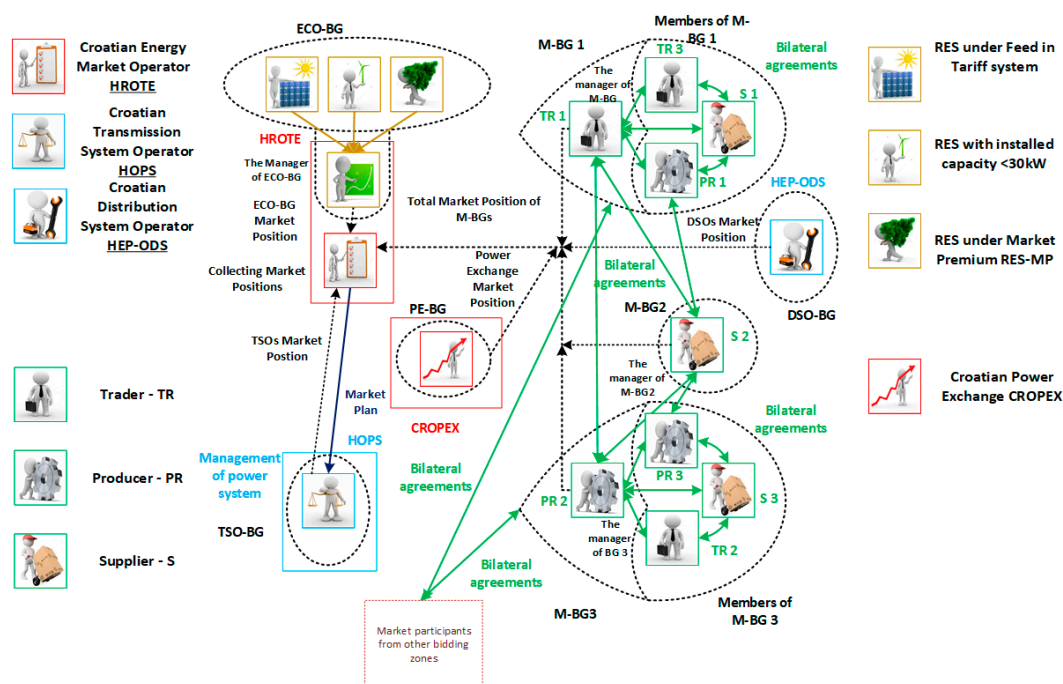 Croatian Energy
Market Operator
HROTE
Croatian
Transmission
System Operator
HOPS
Croatian
Distribution
System Operator
HEP-ODS
Trader - TR
Producer - PR
Supplier - S
ECO-BG
HROTE
The Manager
of ECO-BG
ECO-BG
Market
Position
Collecting Market
Positions
TSOs Market
Postion
Market
Plan
HOPS
Management
of power
system
TSO-BG
Total Market Position of
M-BGs
Power
Exchange
Market
Position
PE-BG
CROPEX
Bilateral
agreements
Bilateral
agreements
Market participants
from other bidding
zones
M-BG 1
Members of M-
BG 1
The
manager of
M-BG
TR 1
TR 3
S 1
PR 1
Bilateral
agreements
HEP-ODS
DSOs Market
Position
DSO-BG
Bilateral
agreements
M-BG2
S 2
The
manager of
M-BG2
Bilateral
agreements
PR 2
PR 3
S 3
TR 2
The
manager
of BG 3
M-BG3
Members of
M-BG 3
RES under Feed in
Tariff system
RES with installed
capacity <30kW
RES under Market
Premium RES-MP
Croatian Power
Exchange CROPEX